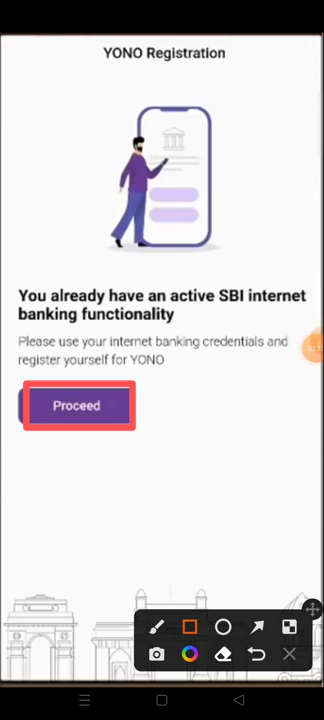 YONO Registration
You already have an active SBI internet
banking functionality
Please use your internet banking credentials and
register yourself for YONO
Proceed